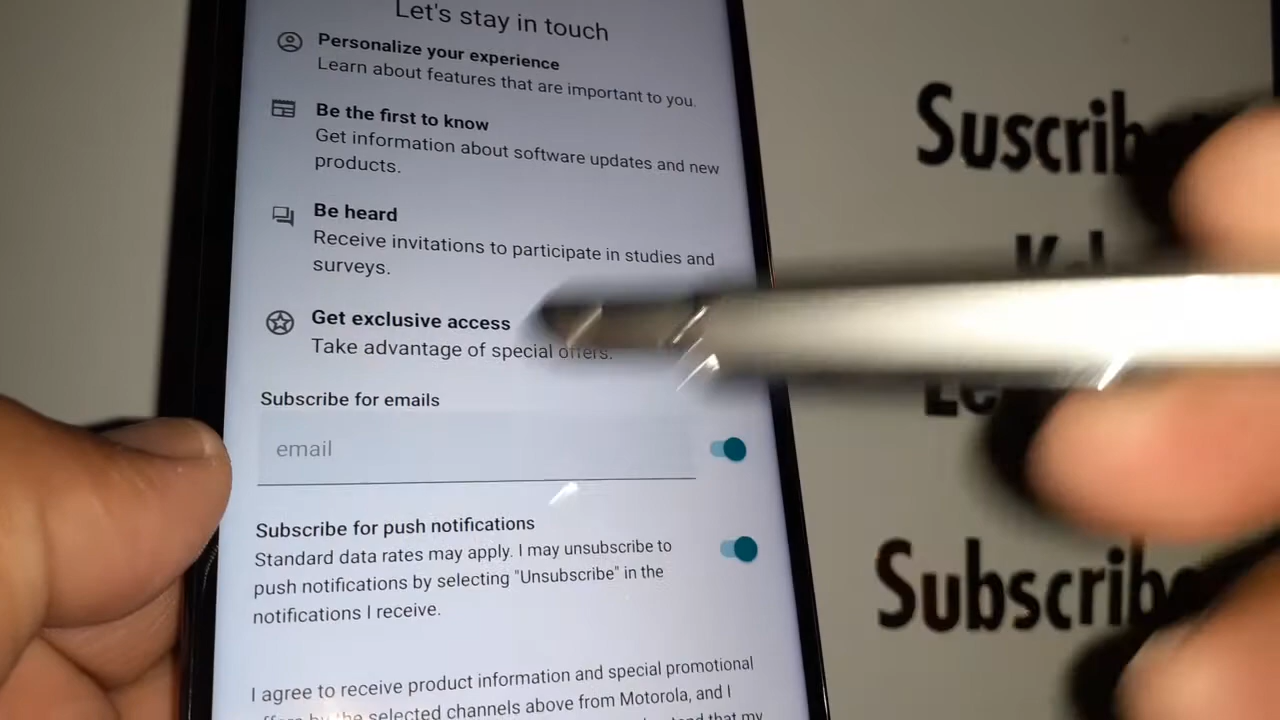 Let's stay in touch
Personalize your experience
Learn about features that are important to you.
Be the first to know
Get information about software updates and new
products.
Be heard
Receive invitations to participate in studies and
surveys.
Get exclusive access
Take advantage of special offers.
Subscribe for emails
email
Subscribe for push notifications
Standard data rates may apply. I may unsubscribe to
push notifications by selecting "Unsubscribe" in the
notifications I receive.
I agree to receive product information and special promotional
by the selected channels above from Motorola, and I
that my
Suscrib
Subscrib